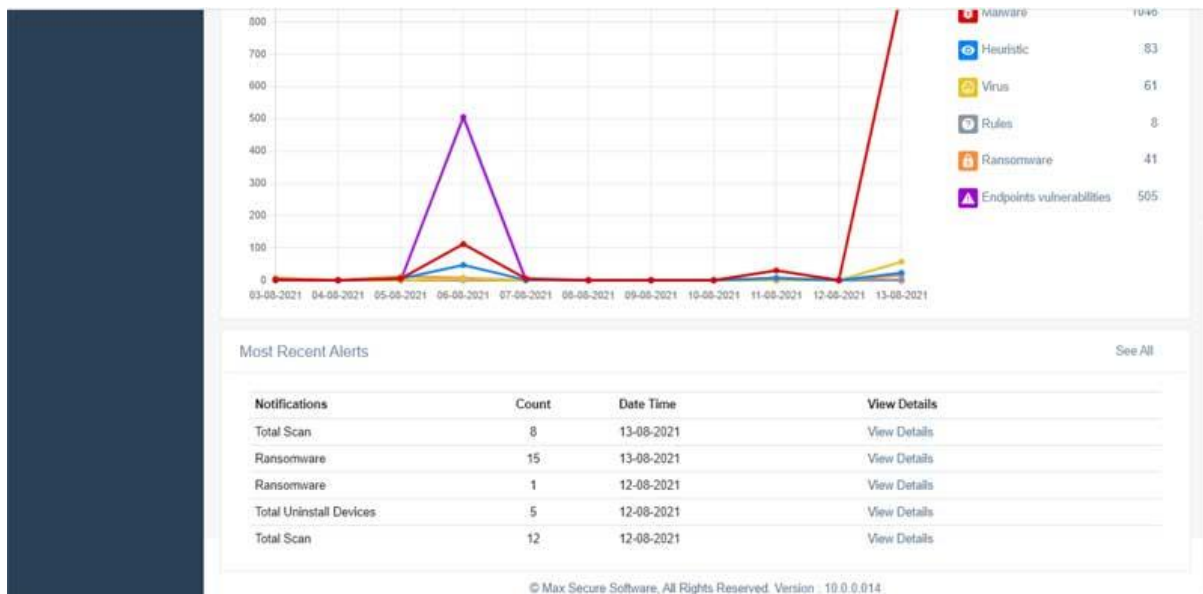 800
700
600
500
400
300
200
100
0
03-08-2021 04-08-2021 05-08-2021 06-08-2021 07-08-2021 08-08-2021 09-08-2021 10-08-2021 11-08-2021 12-08-2021 13-08-2021
Malware 1046
Heuristic 83
Virus 61
Rules 8
Ransomware 41
Endpoints vulnerabilities 505
Most Recent Alerts See All
Notifications Count Date Time View Details
Total Scan 8 13-08-2021 View Details
Ransomware 15 13-08-2021 View Details
Ransomware 1 12-08-2021 View Details
Total Uninstall Devices 5 12-08-2021 View Details
Total Scan 12 12-08-2021 View Details
© Max Secure Software, All Rights Reserved. Version : 10.0.0.014